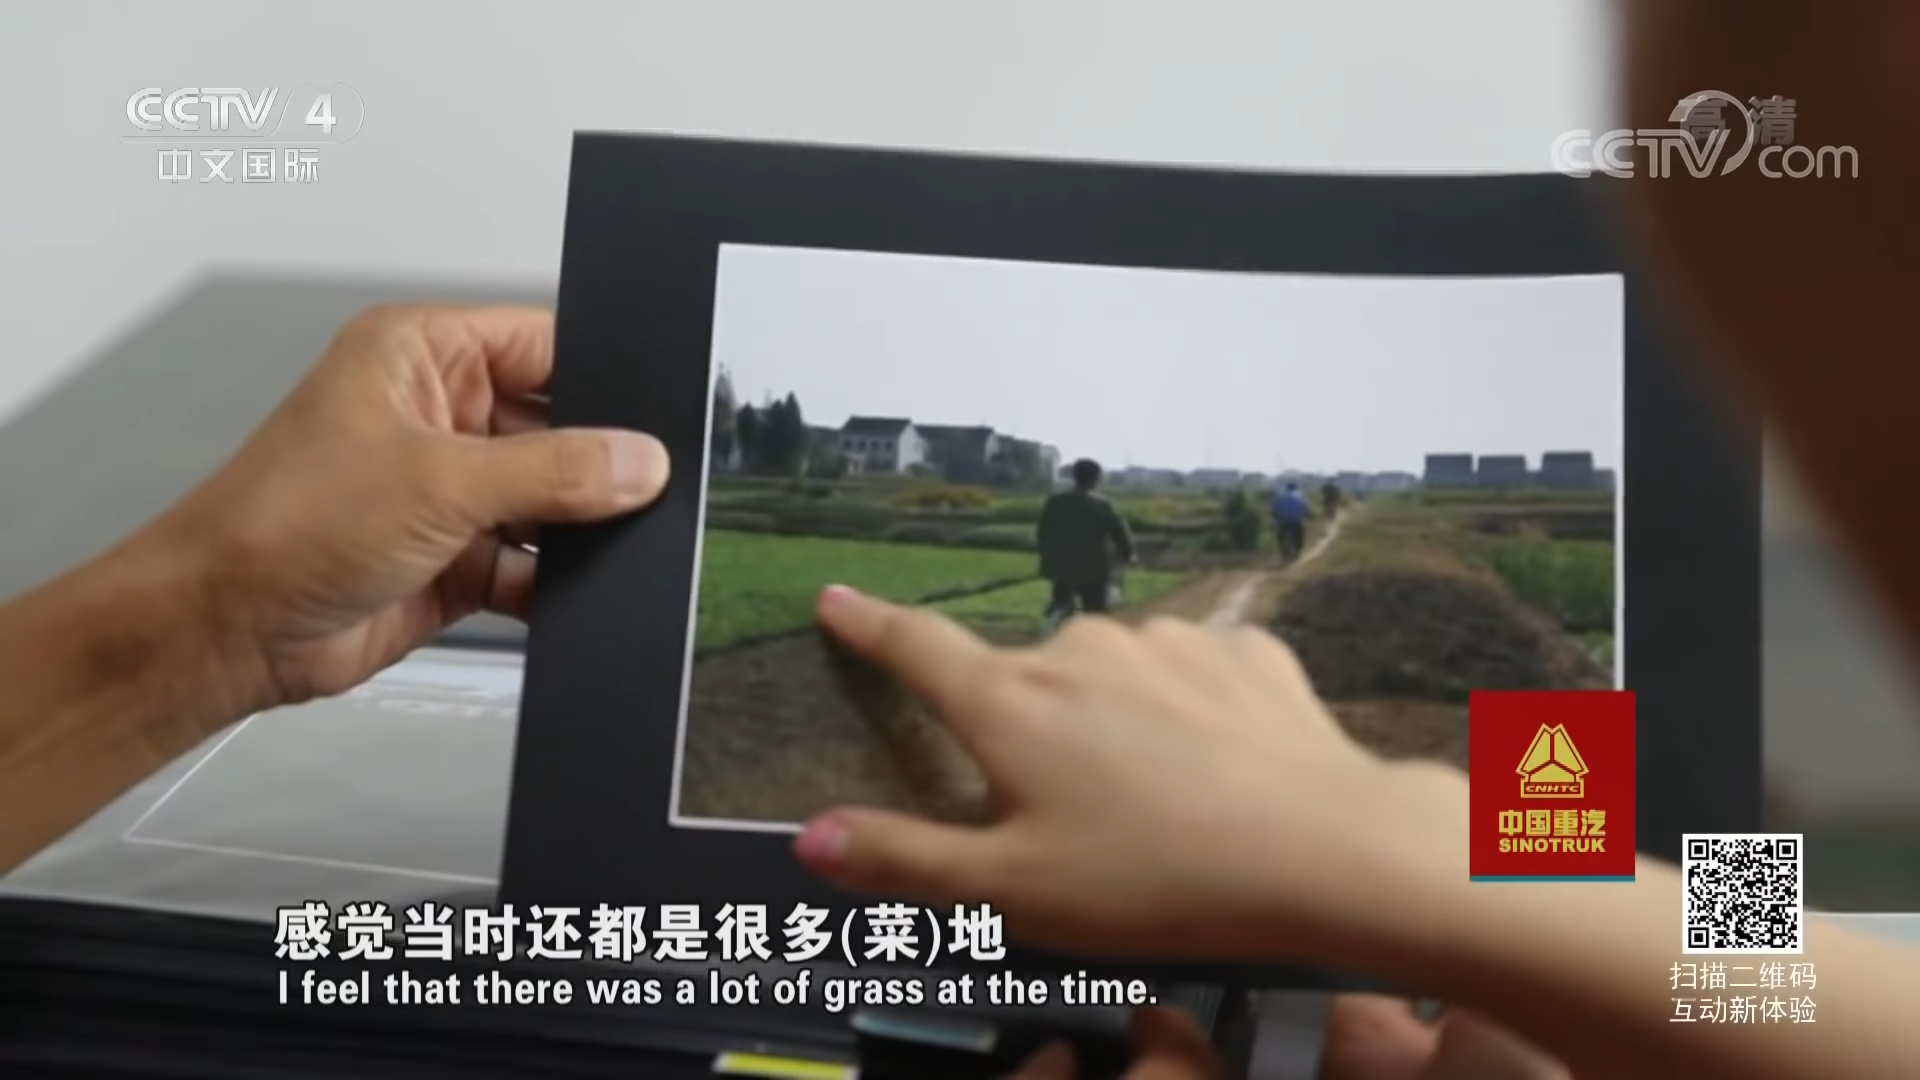 CCTV 4
中文国际
高清
CCTV.com
CNHTC
中国重汽
SINOTRUK
感觉当时还都是很多(菜)地
I feel that there was a lot of grass at the time.
扫描二维码
互动新体验